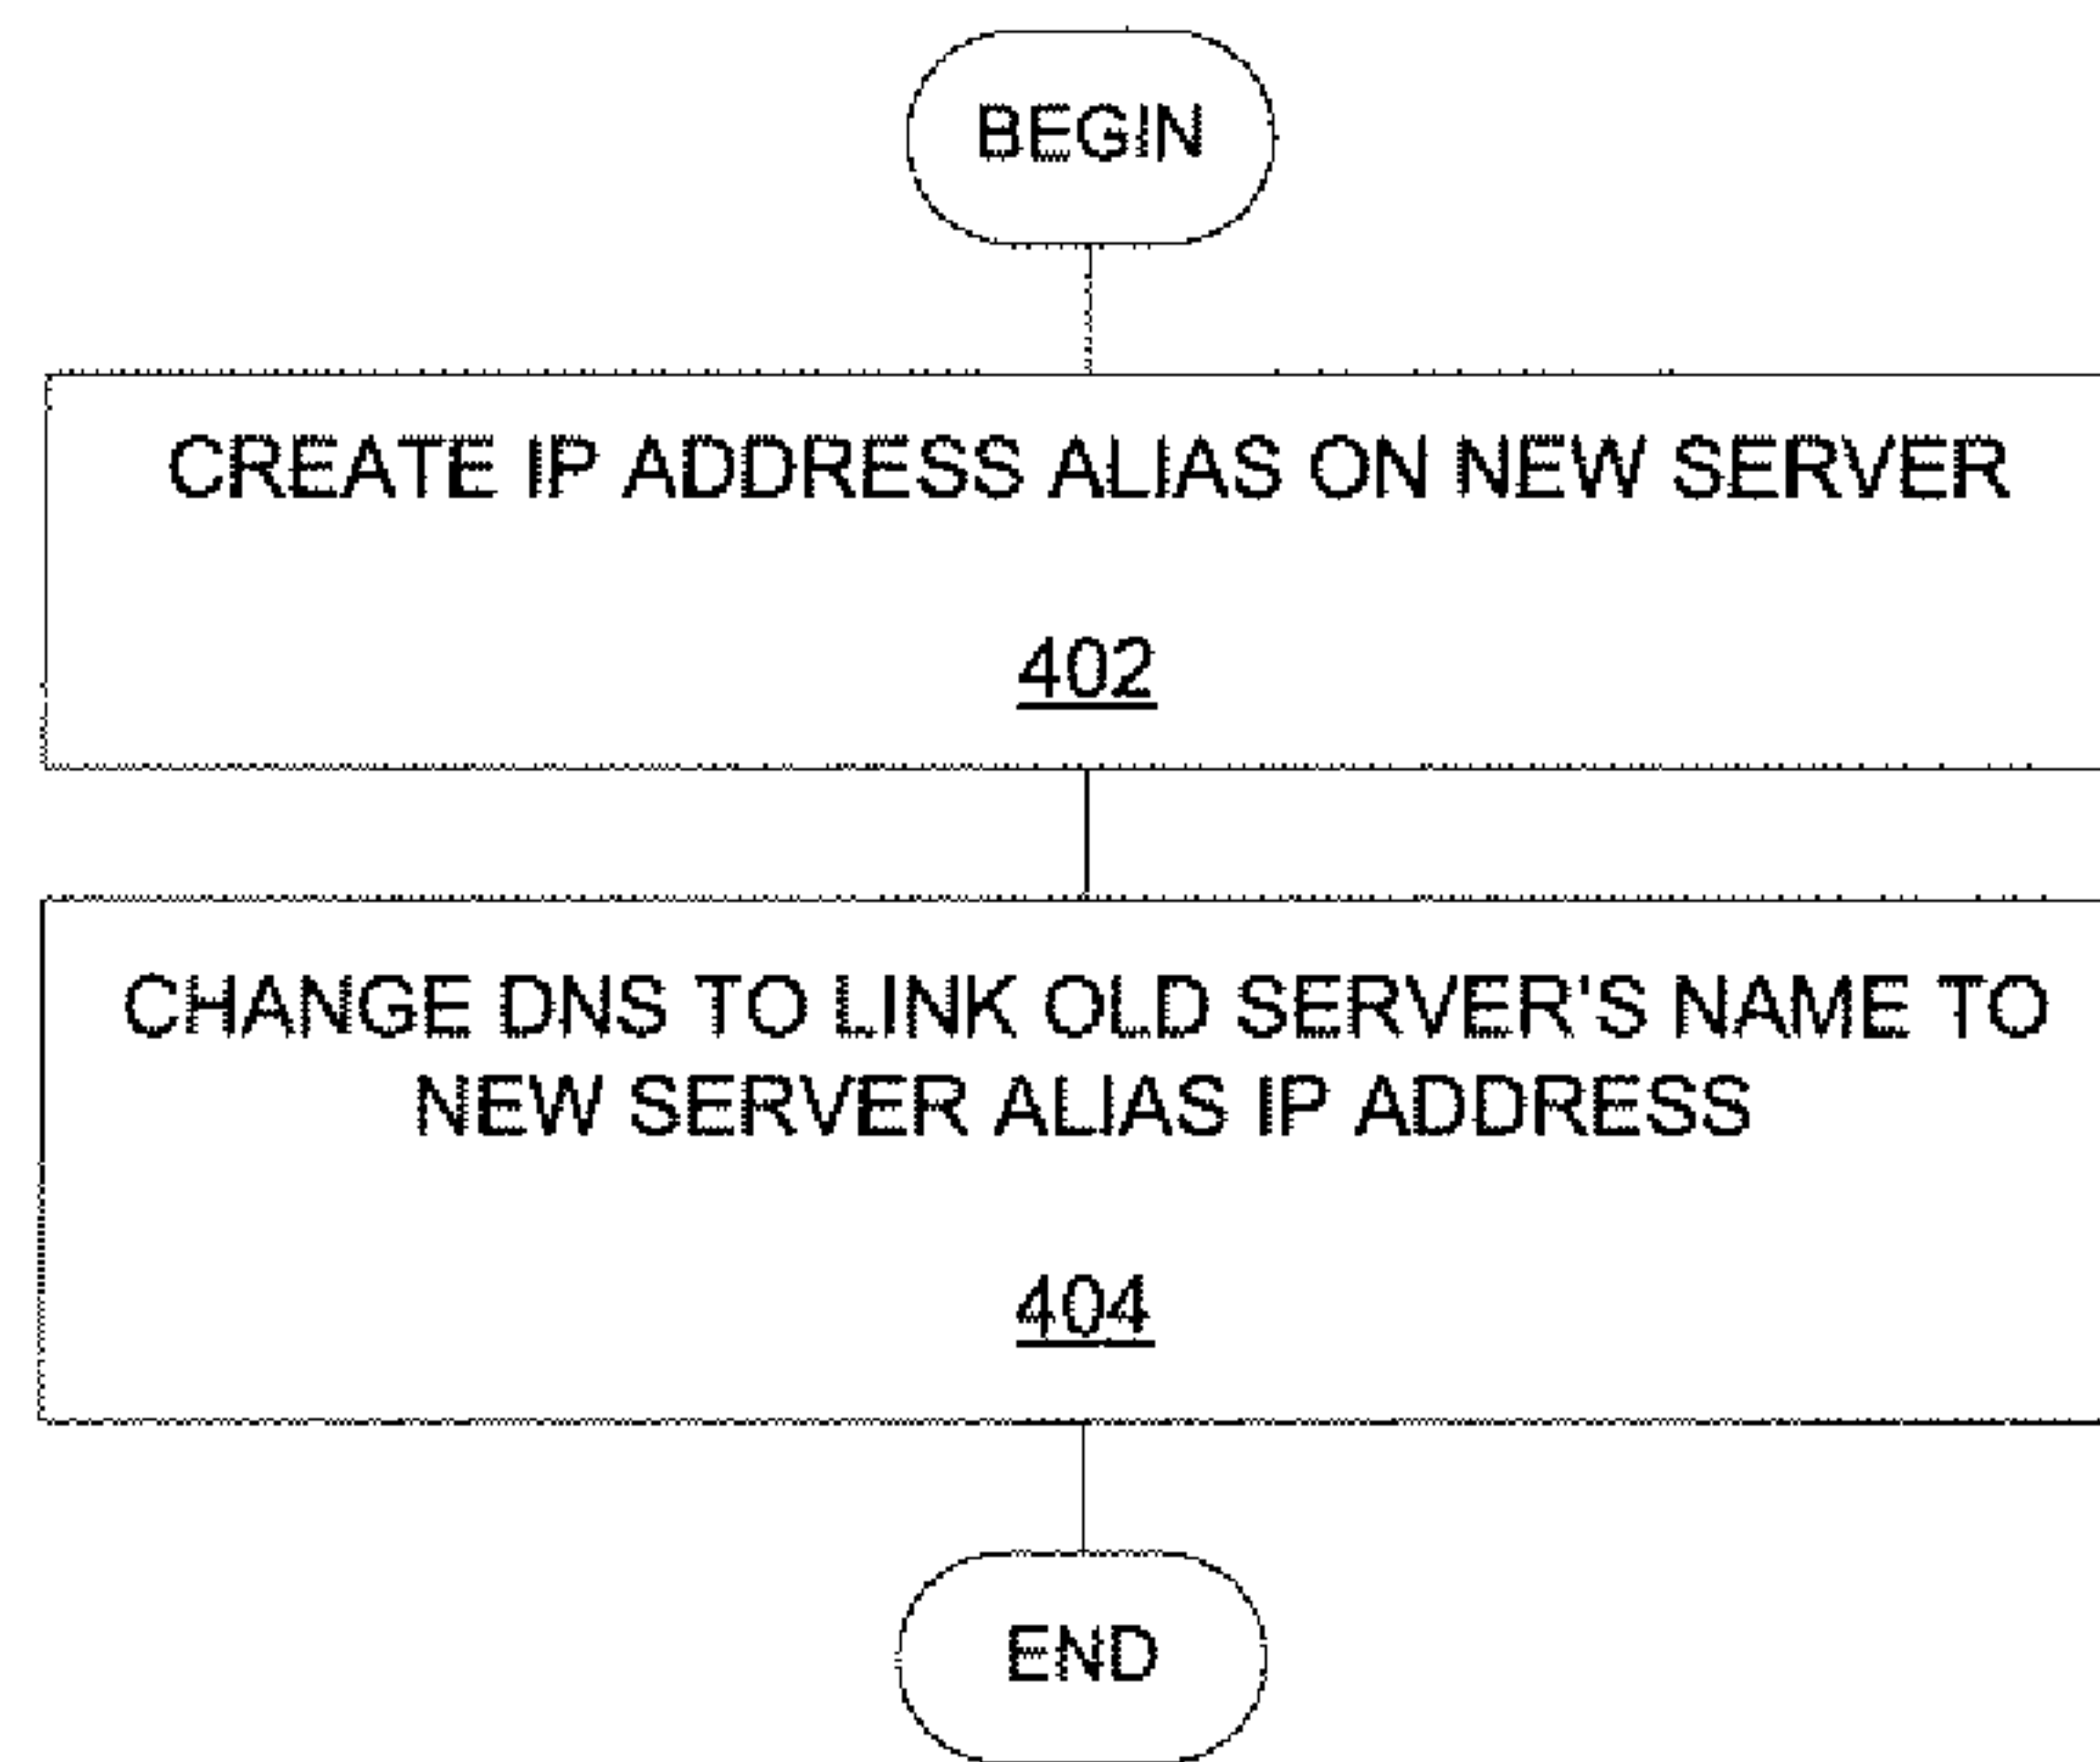 BEGIN
CREATE IP ADDRESS ALIAS ON NEW SERVER
402
CHANGE DNS TO LINK OLD SERVER'S NAME TO
NEW SERVER ALIAS IP ADDRESS
404
END